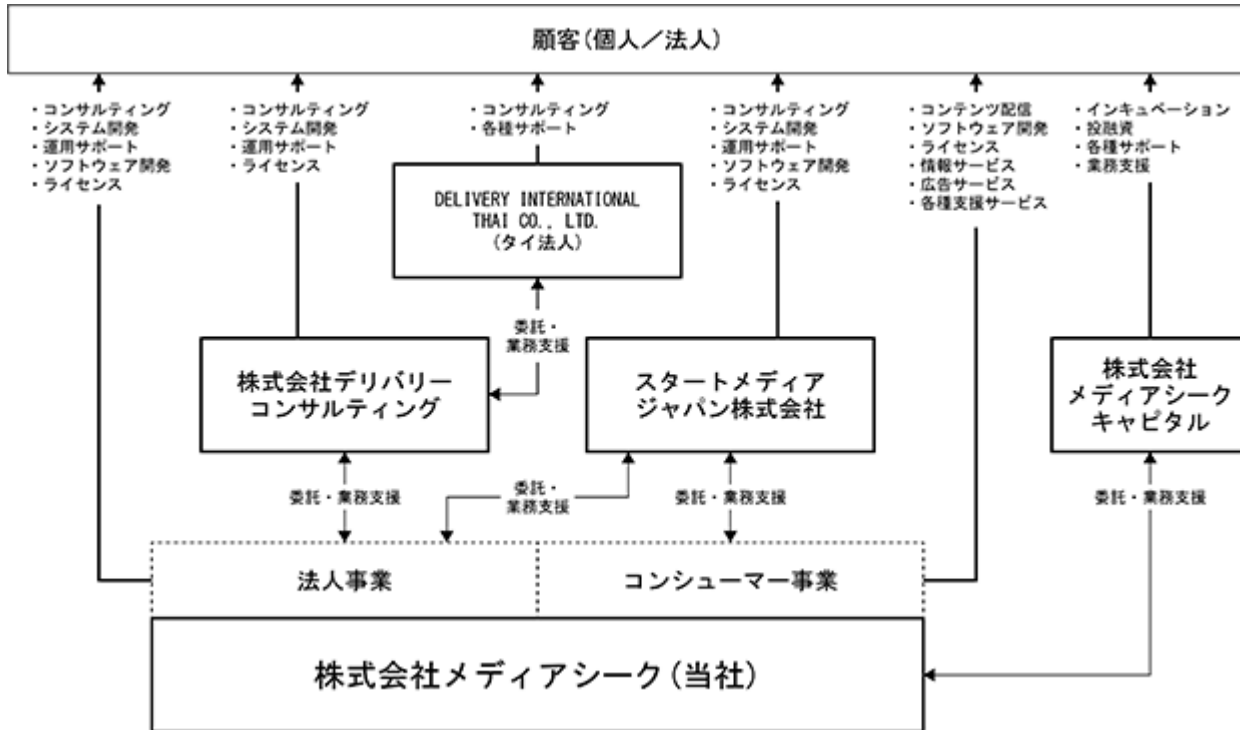 顧客(個人／法人)
・コンサルティング
・システム開発
・運用サポート
・ソフトウェア開発
・ライセンス
・コンサルティング
・システム開発
・運用サポート
・ライセンス
・コンサルティング
・各種サポート
・コンサルティング
・システム開発
・運用サポート
・ソフトウェア開発
・ライセンス
・コンテンツ配信
・ソフトウェア開発
・ライセンス
・情報サービス
・広告サービス
・各種支援サービス
・インキュベーション
・投融資
・各種サポート
・業務支援
DELIVERY INTERNATIONAL
THAI CO., LTD.
(タイ法人)
委託・
業務支援
株式会社デリバリー
コンサルティング
スタートメディア
ジャパン株式会社
株式会社
メディアシーク
キャピタル
委託・業務支援
委託・
業務支援
委託・業務支援
委託・業務支援
法人事業
コンシューマー事業
株式会社メディアシーク(当社)